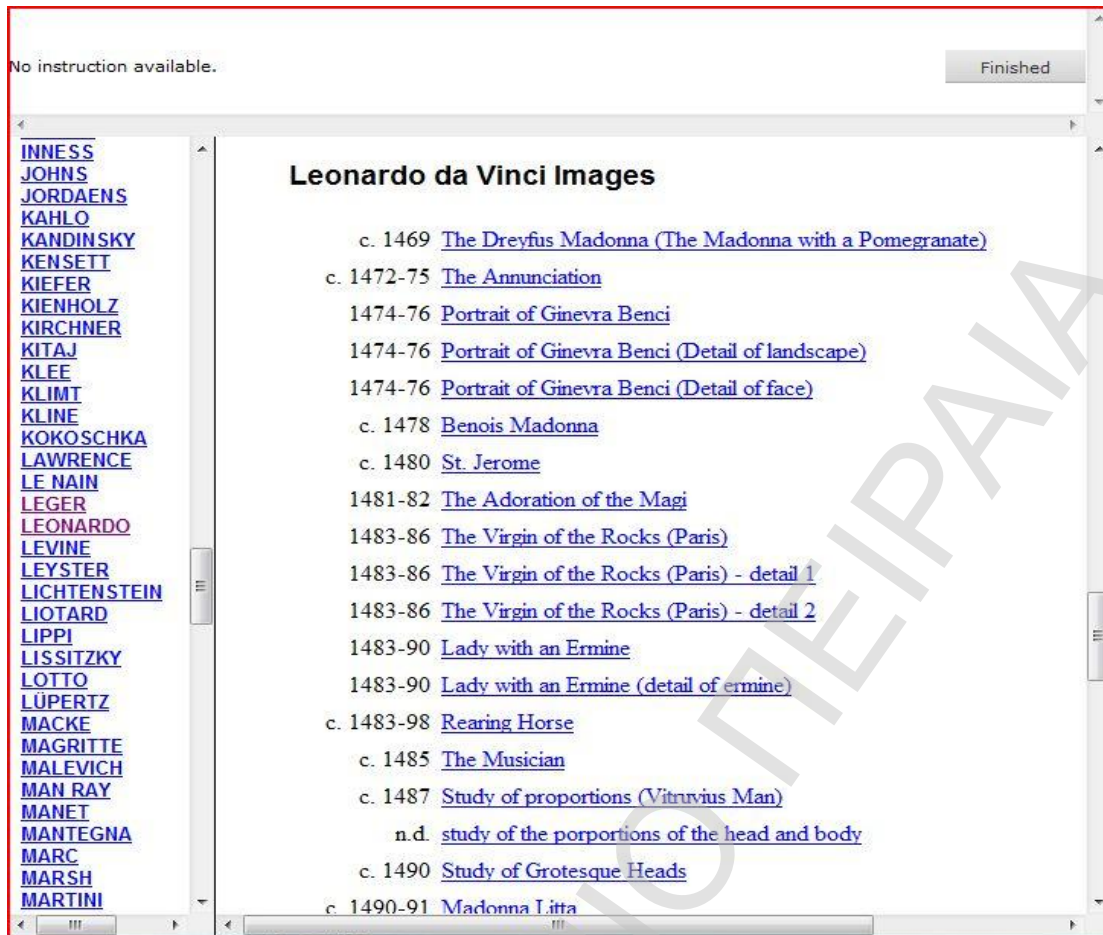 No instruction available.
Finished
INNESS
JOHNS
JORDAENS
KAHLO
KANDINSKY
KENSETT
KIEFER
KIENHOLZ
KIRCHNER
KITAJ
KLEE
KLIMT
KLINE
KOKOSCHKA
LAWRENCE
LE NAIN
LEGER
LEONARDO
LEVINE
LEYSTER
LICHTENSTEIN
LIOTARD
LIPPI
LISSITZKY
LOTTO
LÜPERTZ
MACKE
MAGRITTE
MALEVICH
MAN RAY
MANET
MANTEGNA
MARC
MARSH
MARTINI
Leonardo da Vinci Images
c. 1469 The Dreyfus Madonna (The Madonna with a Pomegranate)
c. 1472-75 The Annunciation
1474-76 Portrait of Ginevra Benci
1474-76 Portrait of Ginevra Benci (Detail of landscape)
1474-76 Portrait of Ginevra Benci (Detail of face)
c. 1478 Benois Madonna
c. 1480 St. Jerome
1481-82 The Adoration of the Magi
1483-86 The Virgin of the Rocks (Paris)
1483-86 The Virgin of the Rocks (Paris) - detail 1
1483-86 The Virgin of the Rocks (Paris) - detail 2
1483-90 Lady with an Ermine
1483-90 Lady with an Ermine (detail of ermine)
c. 1483-98 Rearing Horse
c. 1485 The Musician
c. 1487 Study of proportions (Vitruvius Man)
n.d. study of the porportions of the head and body
c. 1490 Study of Grotesque Heads
c. 1490-91 Madonna Litta